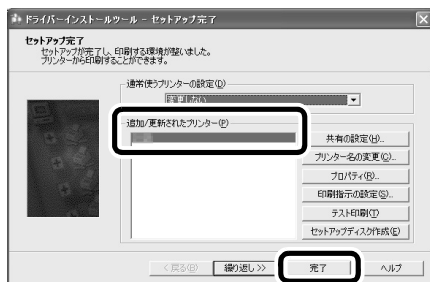 ドライバーインストールツール - セットアップ完了
セットアップ完了
セットアップが完了し、印刷する環境が整いました。
プリンターから印刷することができます。
通常使うプリンターの設定(D)
変更しない
追加/更新されたプリンター(P)
共有の設定(H)...
プリンター名の変更(C)...
プロパティ(R)...
印刷指示の設定(S)...
テスト印刷(T)
セットアップディスク作成(E)
< 戻る(B)
繰り返し >>
完了
ヘルプ